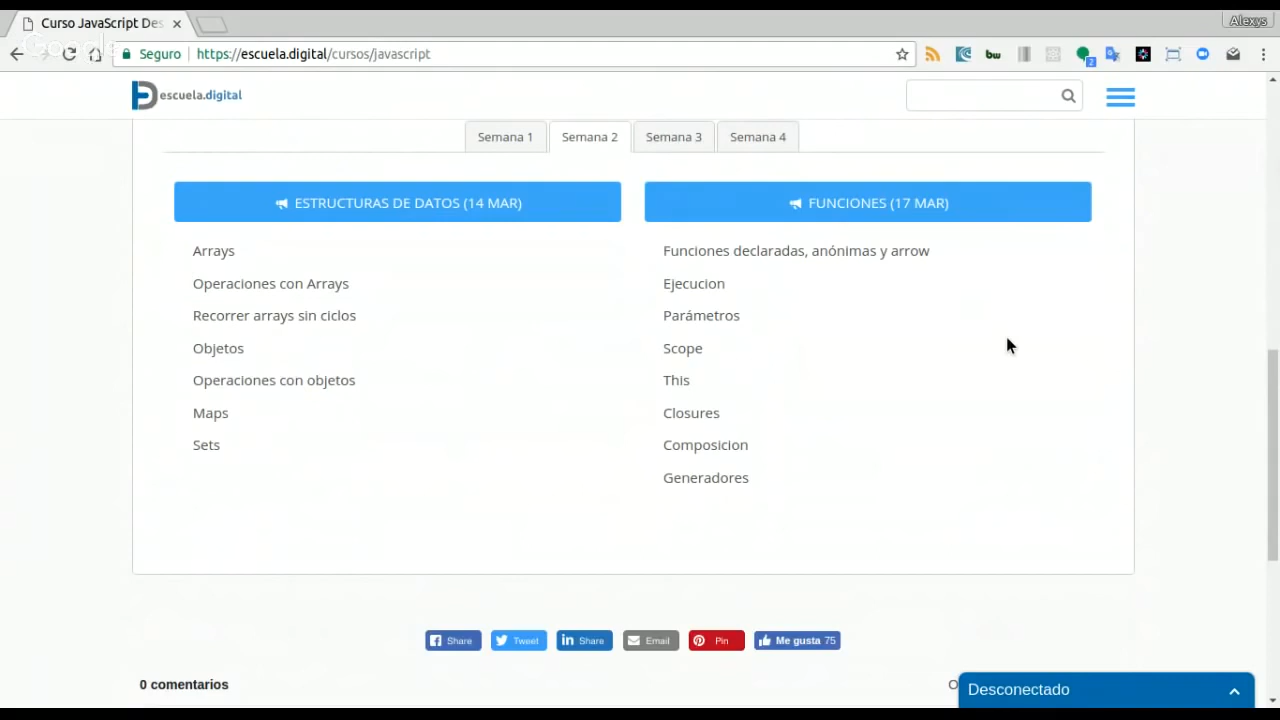 Curso JavaScript Des
Alexys
Google
Seguro https://escuela.digital/cursos/javascript
2
escuela.digital
Semana 1 Semana 2 Semana 3 Semana 4
ESTRUCTURAS DE DATOS (14 MAR)
Arrays
Operaciones con Arrays
Recorrer arrays sin ciclos
Objetos
Operaciones con objetos
Maps
Sets
FUNCIONES (17 MAR)
Funciones declaradas, anónimas y arrow
Ejecucion
Parámetros
Scope
This
Closures
Composicion
Generadores
Share Tweet Share Email Pin Me gusta 75
0 comentarios
Desconectado